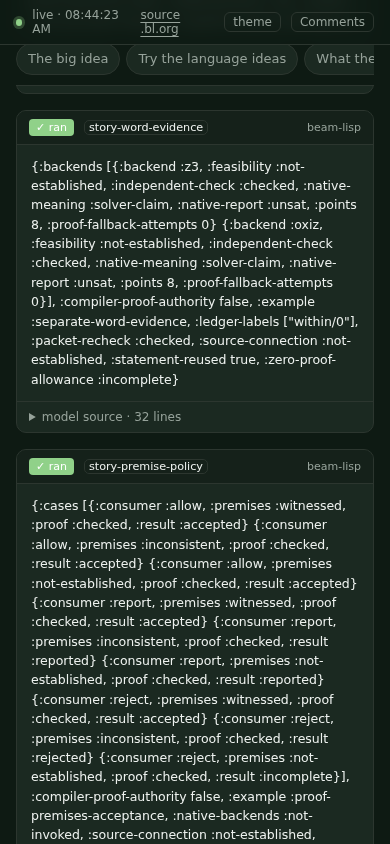 live · 08:44:23 AM
source .bl.org
theme
Comments
The big idea
Try the language ideas
What the
✓ ran
story-word-evidence
beam-lisp
{:backends [{:backend :z3, :feasibility :not-
established, :independent-check :checked, :native-
meaning :solver-claim, :native-report :unsat, :points
8, :proof-fallback-attempts 0} {:backend :oxiz,
:feasibility :not-established, :independent-check
:checked, :native-meaning :solver-claim, :native-
report :unsat, :points 8, :proof-fallback-attempts
0}], :compiler-proof-authority false, :example
:separate-word-evidence, :ledger-labels ["within/0"],
:packet-recheck :checked, :source-connection :not-
established, :statement-reused true, :zero-proof-
allowance :incomplete}
▶ model source · 32 lines
✓ ran
story-premise-policy
beam-lisp
{:cases [{:consumer :allow, :premises :witnessed,
:proof :checked, :result :accepted} {:consumer
:allow, :premises :inconsistent, :proof :checked,
:result :accepted} {:consumer :allow, :premises
:not-established, :proof :checked, :result :accepted}
{:consumer :report, :premises :witnessed, :proof
:checked, :result :accepted} {:consumer :report,
:premises :inconsistent, :proof :checked, :result
:reported} {:consumer :report, :premises :not-
established, :proof :checked, :result :reported}
{:consumer :reject, :premises :witnessed, :proof
:checked, :result :accepted} {:consumer :reject,
:premises :inconsistent, :proof :checked, :result
:rejected} {:consumer :reject, :premises :not-
established, :proof :checked, :result :incomplete}],
:compiler-proof-authority false, :example :proof-
premises-acceptance, :native-backends :not-
invoked, :source-connection :not-established,